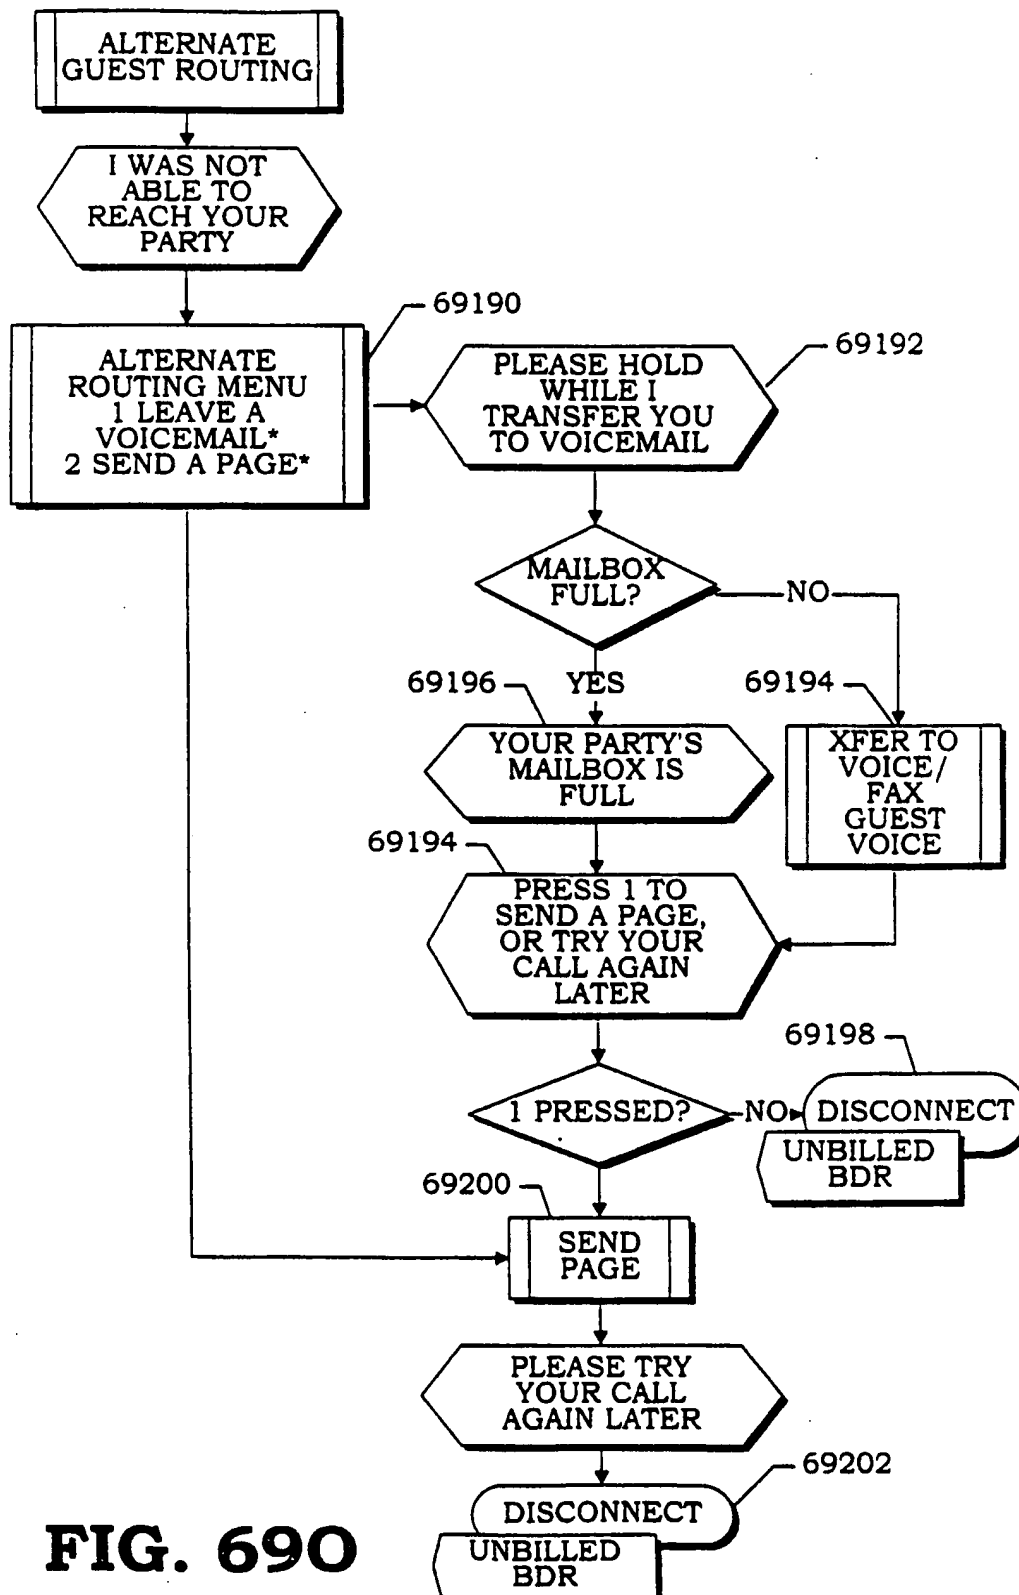 ALTERNATE
GUEST ROUTING
I WAS NOT
ABLE TO
REACH YOUR
PARTY
69190
ALTERNATE
ROUTING MENU
1 LEAVE A
VOICEMAIL*
2 SEND A PAGE*
69192
PLEASE HOLD
WHILE I
TRANSFER YOU
TO VOICEMAIL
MAILBOX
FULL?
NO
YES
69196
YOUR PARTY'S
MAILBOX IS
FULL
69194
XFER TO
VOICE/
FAX
GUEST
VOICE
69194
PRESS 1 TO
SEND A PAGE,
OR TRY YOUR
CALL AGAIN
LATER
1 PRESSED?
NO
69198
DISCONNECT
UNBILLED
BDR
69200
SEND
PAGE
PLEASE TRY
YOUR CALL
AGAIN LATER
69202
DISCONNECT
UNBILLED
BDR
FIG. 69O